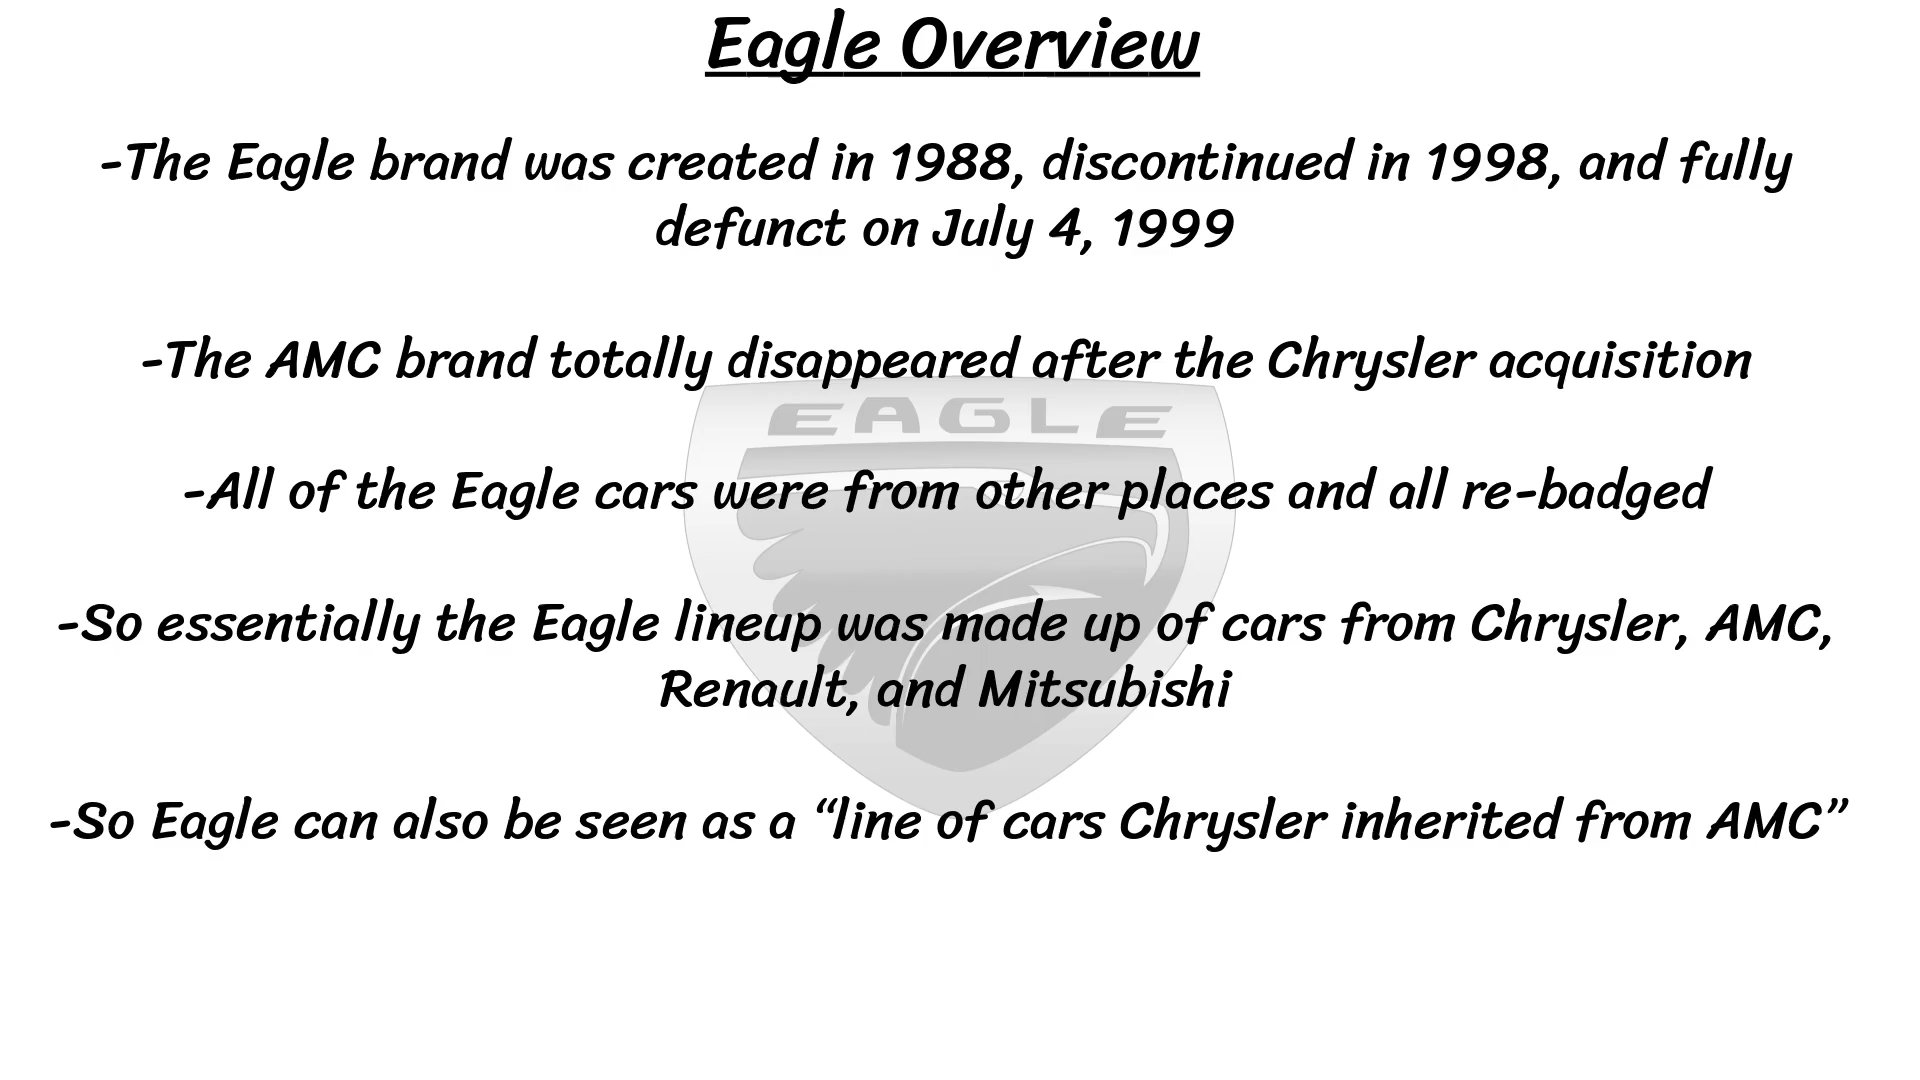 Eagle Overview
-The Eagle brand was created in 1988, discontinued in 1998, and fully
defunct on July 4, 1999
-The AMC brand totally disappeared after the Chrysler acquisition
EAGLE
-All of the Eagle cars were from other places and all re-badged
-So essentially the Eagle lineup was made up of cars from Chrysler, AMC,
Renault, and Mitsubishi
-So Eagle can also be seen as a “line of cars Chrysler inherited from AMC”